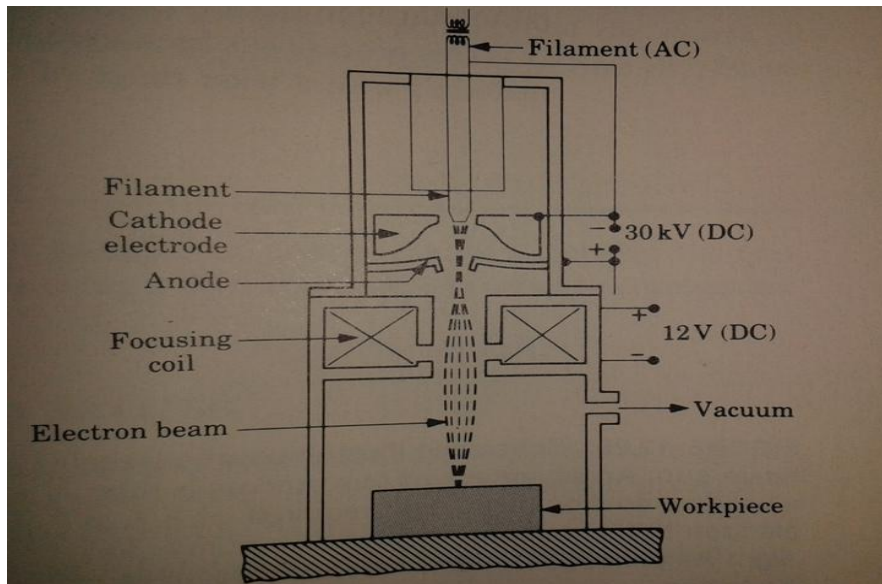 Filament (AC)
Filament
Cathode
electrode
− 30 kV (DC)
+
Anode
+
12 V (DC)
−
Focusing
coil
Vacuum
Electron beam
Workpiece